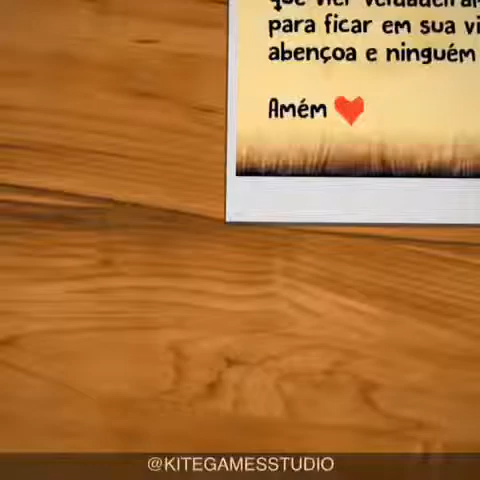 para ficar em sua
abençoa e ninguém
Amém ❤️
@KITEGAMESSTUDIO